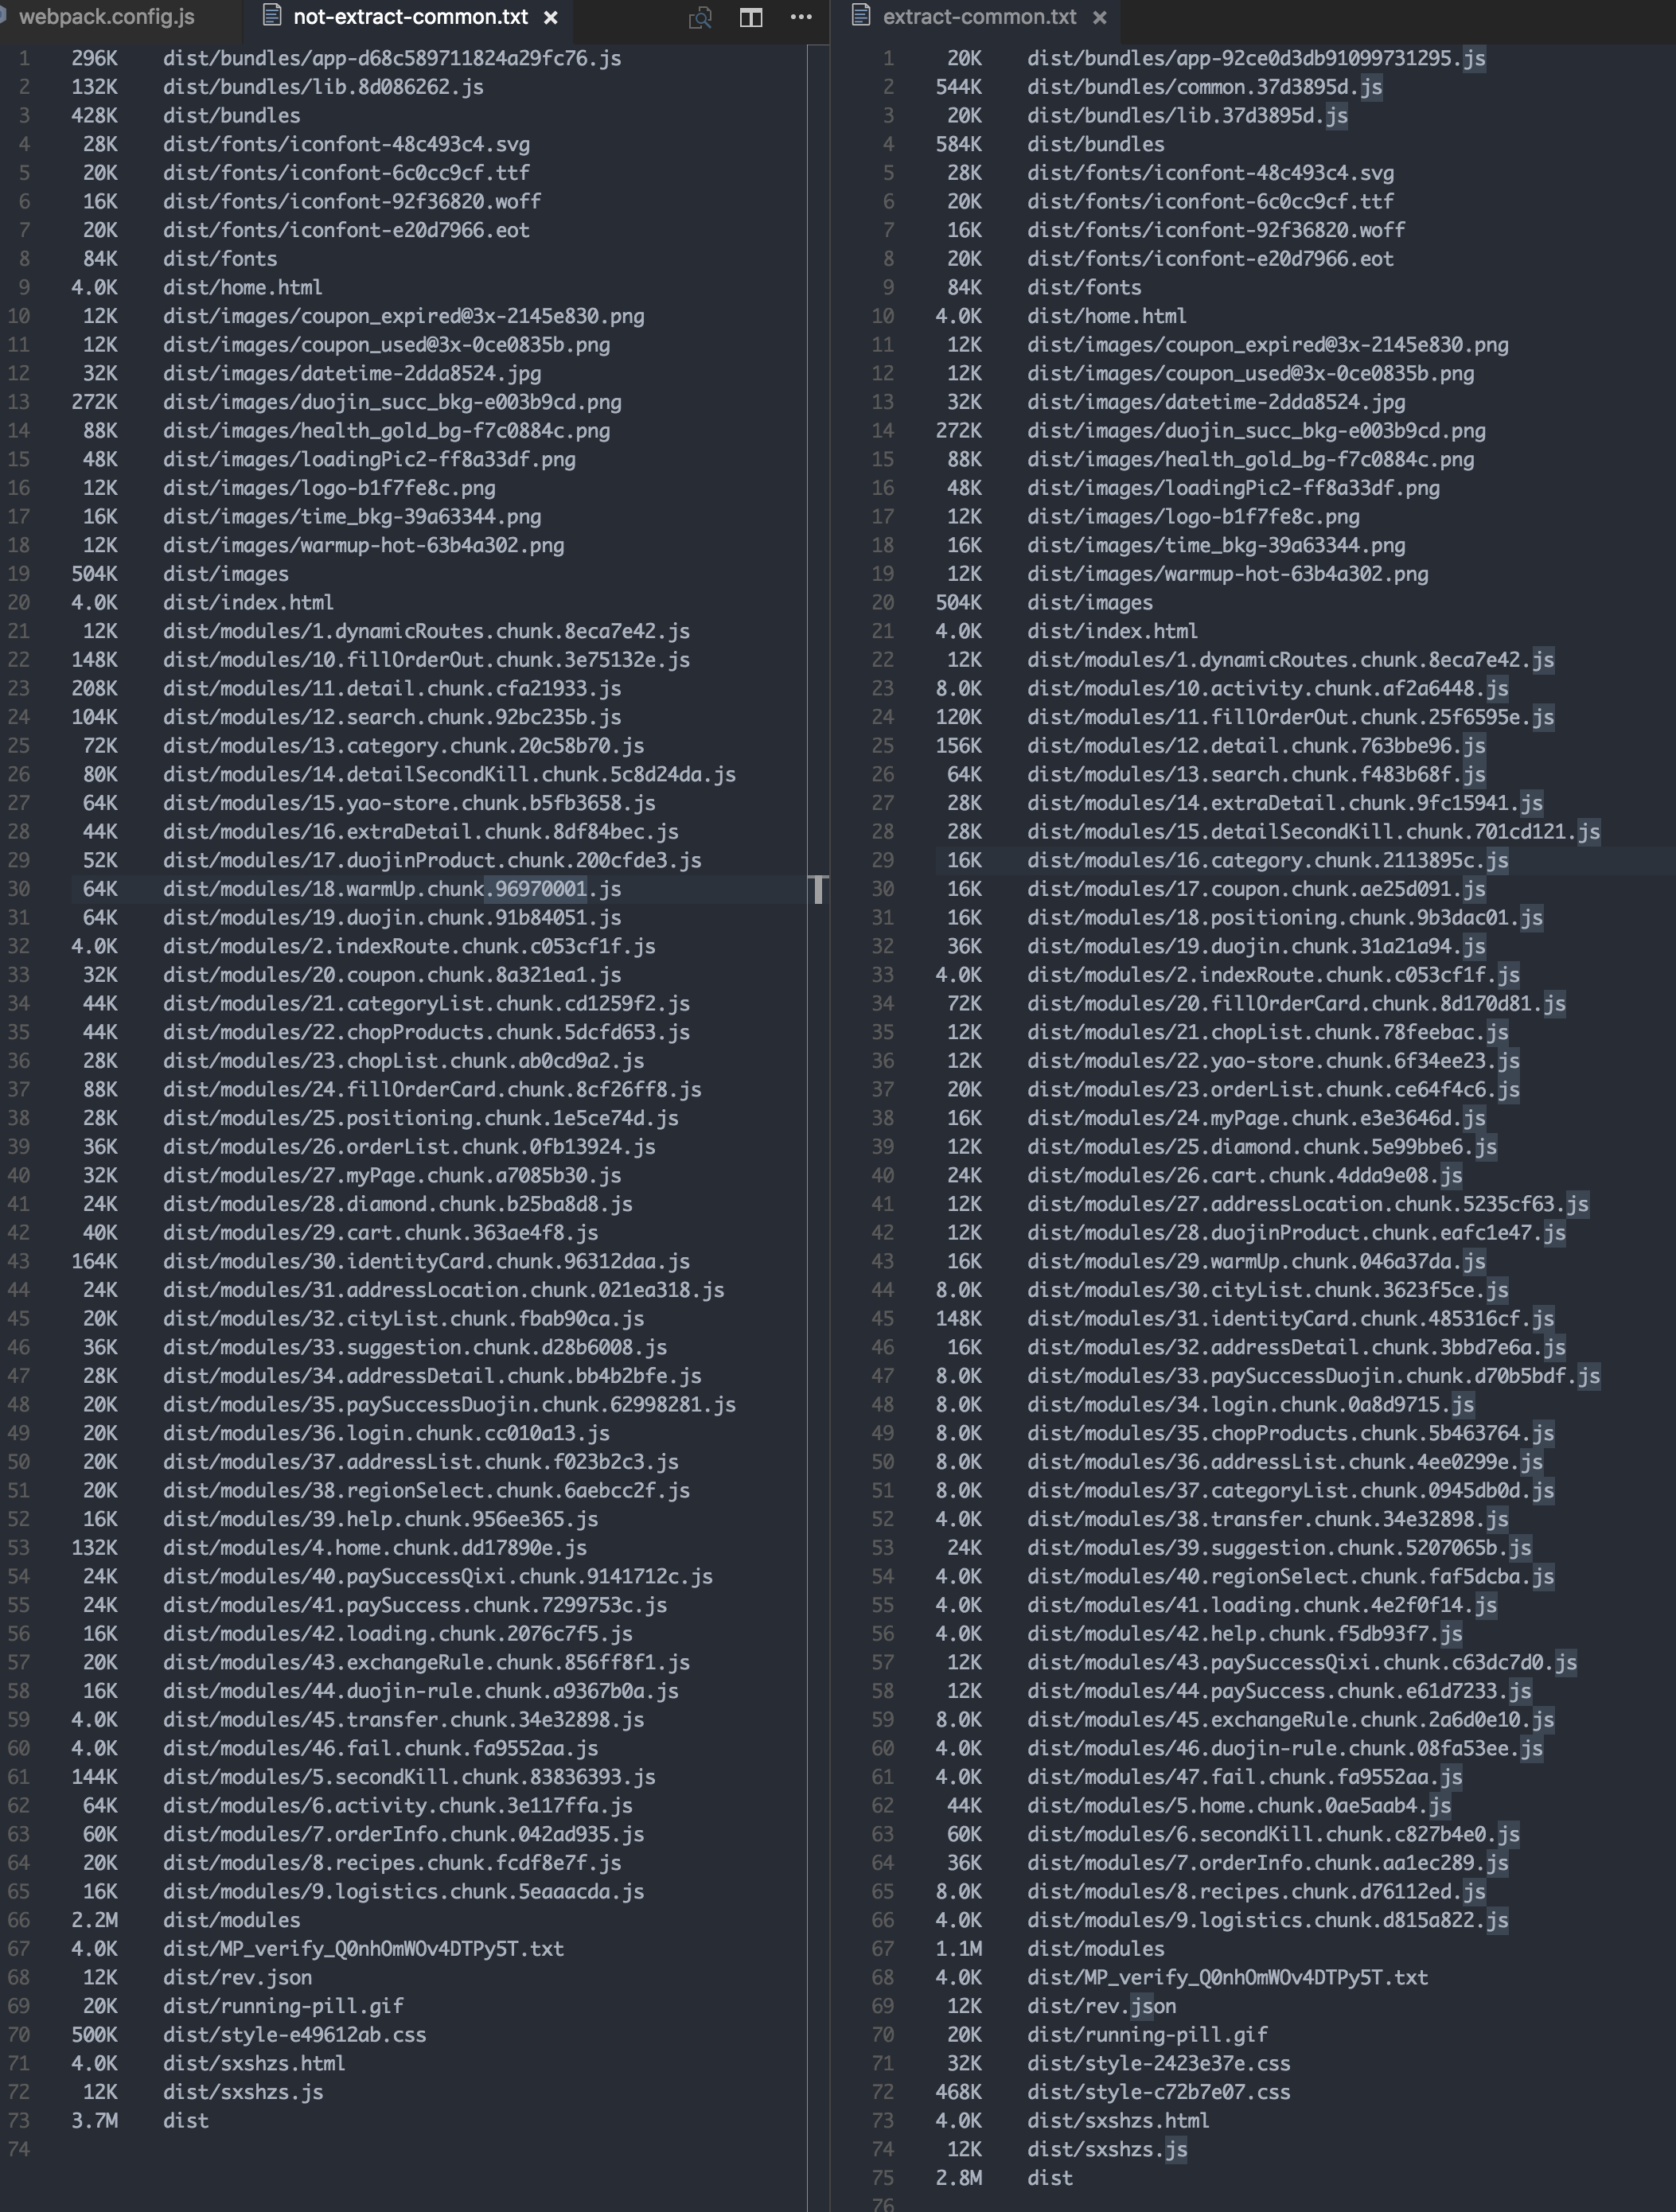 webpack.config.js
not-extract-common.txt ×
1 296K dist/bundles/app-d68c589711824a29fc76.js
2 132K dist/bundles/lib.8d086262.js
3 428K dist/bundles
4 28K dist/fonts/iconfont-48c493c4.svg
5 20K dist/fonts/iconfont-6c0cc9cf.ttf
6 16K dist/fonts/iconfont-92f36820.woff
7 20K dist/fonts/iconfont-e20d7966.eot
8 84K dist/fonts
9 4.0K dist/home.html
10 12K dist/images/coupon_expired@3x-2145e830.png
11 12K dist/images/coupon_used@3x-0ce0835b.png
12 32K dist/images/datetime-2dda8524.jpg
13 272K dist/images/duojin_succ_bkg-e003b9cd.png
14 88K dist/images/health_gold_bg-f7c0884c.png
15 48K dist/images/loadingPic2-ff8a33df.png
16 12K dist/images/logo-b1f7fe8c.png
17 16K dist/images/time_bkg-39a63344.png
18 12K dist/images/warmup-hot-63b4a302.png
19 504K dist/images
20 4.0K dist/index.html
21 12K dist/modules/1.dynamicRoutes.chunk.8eca7e42.js
22 148K dist/modules/10.fillOrderOut.chunk.3e75132e.js
23 208K dist/modules/11.detail.chunk.cfa21933.js
24 104K dist/modules/12.search.chunk.92bc235b.js
25 72K dist/modules/13.category.chunk.20c58b70.js
26 80K dist/modules/14.detailSecondKill.chunk.5c8d24da.js
27 64K dist/modules/15.yao-store.chunk.b5fb3658.js
28 44K dist/modules/16.extraDetail.chunk.8df84bec.js
29 52K dist/modules/17.duojinProduct.chunk.200cfde3.js
30 64K dist/modules/18.warmUp.chunk.96970001.js
31 64K dist/modules/19.duojin.chunk.91b84051.js
32 4.0K dist/modules/2.indexRoute.chunk.c053cf1f.js
33 32K dist/modules/20.coupon.chunk.8a321ea1.js
34 44K dist/modules/21.categoryList.chunk.cd1259f2.js
35 44K dist/modules/22.chopProducts.chunk.5dcfd653.js
36 28K dist/modules/23.chopList.chunk.ab0cd9a2.js
37 88K dist/modules/24.fillOrderCard.chunk.8cf26ff8.js
38 28K dist/modules/25.positioning.chunk.1e5ce74d.js
39 36K dist/modules/26.orderList.chunk.0fb13924.js
40 32K dist/modules/27.myPage.chunk.a7085b30.js
41 24K dist/modules/28.diamond.chunk.b25ba8d8.js
42 40K dist/modules/29.cart.chunk.363ae4f8.js
43 164K dist/modules/30.identityCard.chunk.96312daa.js
44 24K dist/modules/31.addressLocation.chunk.021ea318.js
45 20K dist/modules/32.cityList.chunk.fbab90ca.js
46 36K dist/modules/33.suggestion.chunk.d28b6008.js
47 28K dist/modules/34.addressDetail.chunk.bb4b2bfe.js
48 20K dist/modules/35.paySuccessDuojin.chunk.62998281.js
49 20K dist/modules/36.login.chunk.cc010a13.js
50 20K dist/modules/37.addressList.chunk.f023b2c3.js
51 20K dist/modules/38.regionSelect.chunk.6aebcc2f.js
52 16K dist/modules/39.help.chunk.956ee365.js
53 132K dist/modules/4.home.chunk.dd17890e.js
54 24K dist/modules/40.paySuccessQixi.chunk.9141712c.js
55 24K dist/modules/41.paySuccess.chunk.7299753c.js
56 16K dist/modules/42.loading.chunk.2076c7f5.js
57 20K dist/modules/43.exchangeRule.chunk.856ff8f1.js
58 16K dist/modules/44.duojin-rule.chunk.a9367b0a.js
59 4.0K dist/modules/45.transfer.chunk.34e32898.js
60 4.0K dist/modules/46.fail.chunk.fa9552aa.js
61 144K dist/modules/5.secondKill.chunk.83836393.js
62 64K dist/modules/6.activity.chunk.3e117ffa.js
63 60K dist/modules/7.orderInfo.chunk.042ad935.js
64 20K dist/modules/8.recipes.chunk.fcdf8e7f.js
65 16K dist/modules/9.logistics.chunk.5eaaacda.js
66 2.2M dist/modules
67 4.0K dist/MP_verify_Q0nhOmWOv4DTPy5T.txt
68 12K dist/rev.json
69 20K dist/running-pill.gif
70 500K dist/style-e49612ab.css
71 4.0K dist/sxshzs.html
72 12K dist/sxshzs.js
73 3.7M dist
74
extract-common.txt ×
1 20K dist/bundles/app-92ce0d3db91099731295.js
2 544K dist/bundles/common.37d3895d.js
3 20K dist/bundles/lib.37d3895d.js
4 584K dist/bundles
5 28K dist/fonts/iconfont-48c493c4.svg
6 20K dist/fonts/iconfont-6c0cc9cf.ttf
7 16K dist/fonts/iconfont-92f36820.woff
8 20K dist/fonts/iconfont-e20d7966.eot
9 84K dist/fonts
10 4.0K dist/home.html
11 12K dist/images/coupon_expired@3x-2145e830.png
12 12K dist/images/coupon_used@3x-0ce0835b.png
13 32K dist/images/datetime-2dda8524.jpg
14 272K dist/images/duojin_succ_bkg-e003b9cd.png
15 88K dist/images/health_gold_bg-f7c0884c.png
16 48K dist/images/loadingPic2-ff8a33df.png
17 12K dist/images/logo-b1f7fe8c.png
18 16K dist/images/time_bkg-39a63344.png
19 12K dist/images/warmup-hot-63b4a302.png
20 504K dist/images
21 4.0K dist/index.html
22 12K dist/modules/1.dynamicRoutes.chunk.8eca7e42.js
23 8.0K dist/modules/10.activity.chunk.af2a6448.js
24 120K dist/modules/11.fillOrderOut.chunk.25f6595e.js
25 156K dist/modules/12.detail.chunk.763bbe96.js
26 64K dist/modules/13.search.chunk.f483b68f.js
27 28K dist/modules/14.extraDetail.chunk.9fc15941.js
28 28K dist/modules/15.detailSecondKill.chunk.701cd121.js
29 16K dist/modules/16.category.chunk.2113895c.js
30 16K dist/modules/17.coupon.chunk.ae25d091.js
31 16K dist/modules/18.positioning.chunk.9b3dac01.js
32 36K dist/modules/19.duojin.chunk.31a21a94.js
33 4.0K dist/modules/2.indexRoute.chunk.c053cf1f.js
34 72K dist/modules/20.fillOrderCard.chunk.8d170d81.js
35 12K dist/modules/21.chopList.chunk.78feebac.js
36 12K dist/modules/22.yao-store.chunk.6f34ee23.js
37 20K dist/modules/23.orderList.chunk.ce64f4c6.js
38 16K dist/modules/24.myPage.chunk.e3e3646d.js
39 12K dist/modules/25.diamond.chunk.5e99bbe6.js
40 24K dist/modules/26.cart.chunk.4dda9e08.js
41 12K dist/modules/27.addressLocation.chunk.5235cf63.js
42 12K dist/modules/28.duojinProduct.chunk.eafc1e47.js
43 16K dist/modules/29.warmUp.chunk.046a37da.js
44 8.0K dist/modules/30.cityList.chunk.3623f5ce.js
45 148K dist/modules/31.identityCard.chunk.485316cf.js
46 16K dist/modules/32.addressDetail.chunk.3bbd7e6a.js
47 8.0K dist/modules/33.paySuccessDuojin.chunk.d70b5bdf.js
48 8.0K dist/modules/34.login.chunk.0a8d9715.js
49 8.0K dist/modules/35.chopProducts.chunk.5b463764.js
50 8.0K dist/modules/36.addressList.chunk.4ee0299e.js
51 8.0K dist/modules/37.categoryList.chunk.0945db0d.js
52 4.0K dist/modules/38.transfer.chunk.34e32898.js
53 24K dist/modules/39.suggestion.chunk.5207065b.js
54 4.0K dist/modules/40.regionSelect.chunk.faf5dcba.js
55 4.0K dist/modules/41.loading.chunk.4e2f0f14.js
56 4.0K dist/modules/42.help.chunk.f5db93f7.js
57 12K dist/modules/43.paySuccessQixi.chunk.c63dc7d0.js
58 12K dist/modules/44.paySuccess.chunk.e61d7233.js
59 8.0K dist/modules/45.exchangeRule.chunk.2a6d0e10.js
60 4.0K dist/modules/46.duojin-rule.chunk.08fa53ee.js
61 4.0K dist/modules/47.fail.chunk.fa9552aa.js
62 44K dist/modules/5.home.chunk.0ae5aab4.js
63 60K dist/modules/6.secondKill.chunk.c827b4e0.js
64 36K dist/modules/7.orderInfo.chunk.aa1ec289.js
65 8.0K dist/modules/8.recipes.chunk.d76112ed.js
66 4.0K dist/modules/9.logistics.chunk.d815a822.js
67 1.1M dist/modules
68 4.0K dist/MP_verify_Q0nhOmWOv4DTPy5T.txt
69 12K dist/rev.json
70 20K dist/running-pill.gif
71 32K dist/style-2423e37e.css
72 468K dist/style-c72b7e07.css
73 4.0K dist/sxshzs.html
74 12K dist/sxshzs.js
75 2.8M dist
76